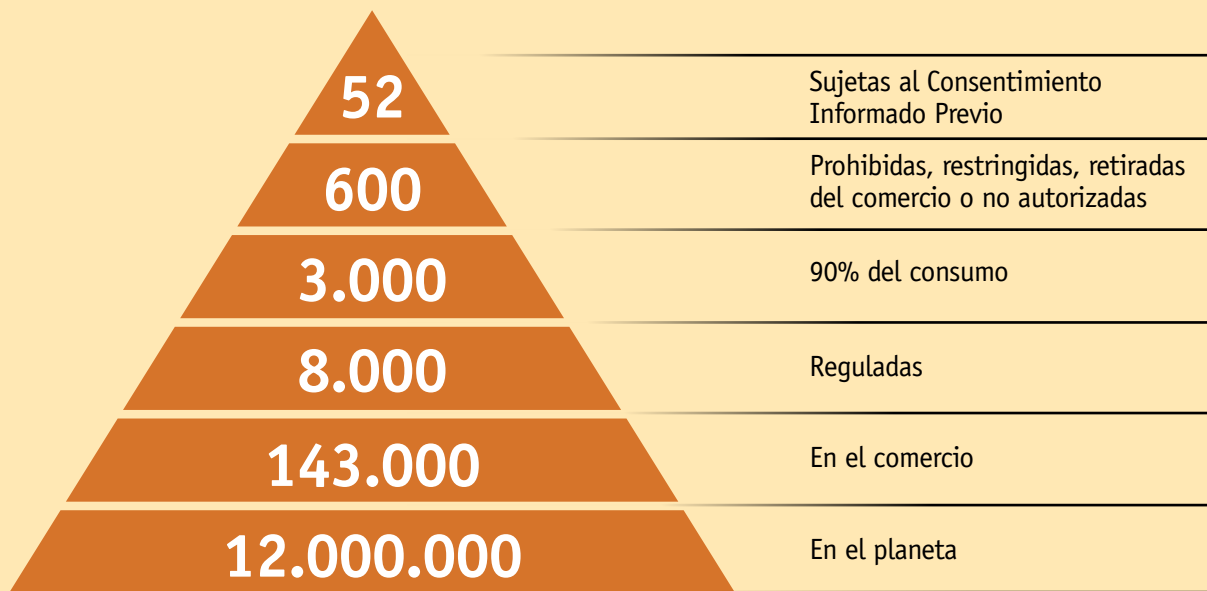 52
Sujetas al Consentimiento
Informado Previo
600
Prohibidas, restringidas, retiradas
del comercio o no autorizadas
3.000
90% del consumo
8.000
Reguladas
143.000
En el comercio
12.000.000
En el planeta